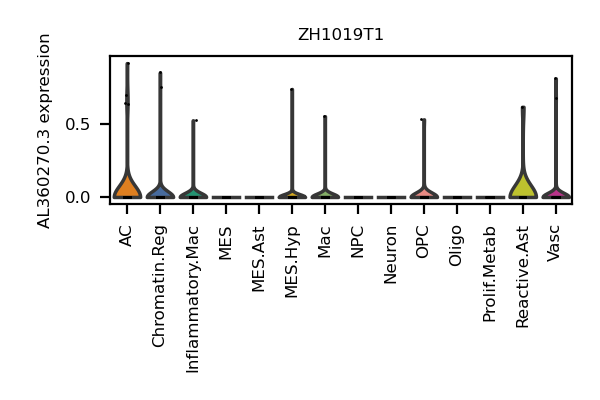 ZH1019T1
AL360270.3 expression
0.5
0.0
AC
Chromatin.Reg
Inflammatory.Mac
MES
MES.Ast
MES.Hyp
Mac
NPC
Neuron
OPC
Oligo
Prolif.Metab
Reactive.Ast
Vasc